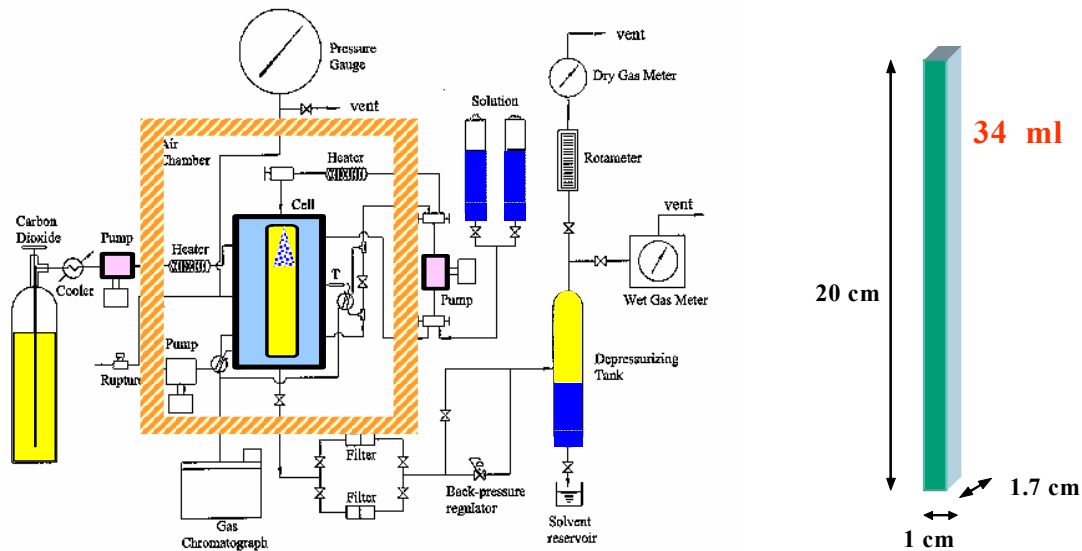 Pressure
Gauge
vent
Air
Chamber
Heater
Cell
Solution
vent
Dry Gas Meter
Rotameter
vent
Wet Gas Meter
Carbon
Dioxide
Pump
Cooler
Heater
T
Pump
Pump
Rupture
Depressurizing
Tank
Filter
Filter
Back-pressure
regulator
Gas
Chromatograph
Solvent
reservoir
34 ml
20 cm
1.7 cm
1 cm